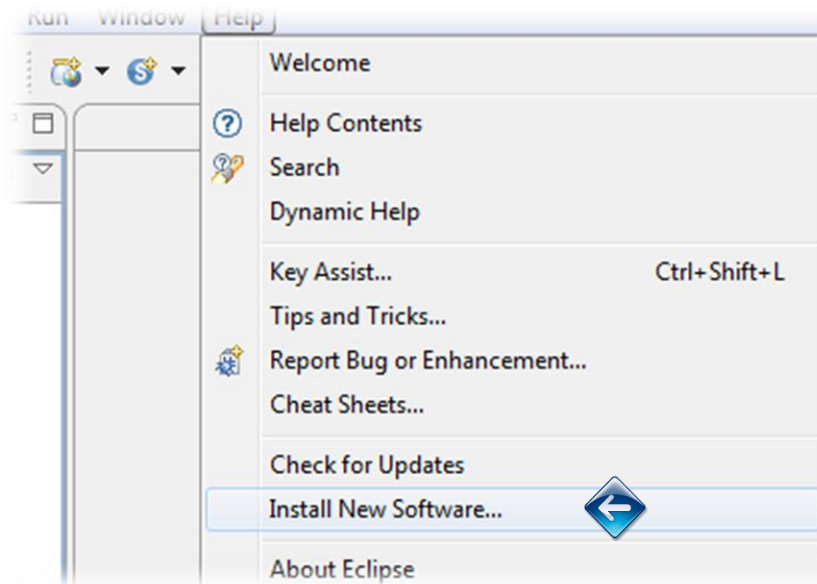 Run Window Help
Welcome
Help Contents
Search
Dynamic Help
Key Assist... Ctrl+Shift+L
Tips and Tricks...
Report Bug or Enhancement...
Cheat Sheets...
Check for Updates
Install New Software...
About Eclipse